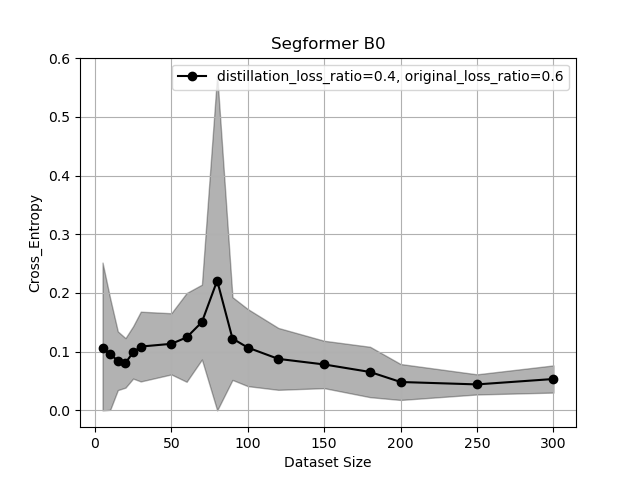 Segformer B0
distillation_loss_ratio=0.4, original_loss_ratio=0.6
0.6
0.5
0.4
0.3
0.2
0.1
0.0
Cross_Entropy
0 50 100 150 200 250 300
Dataset Size